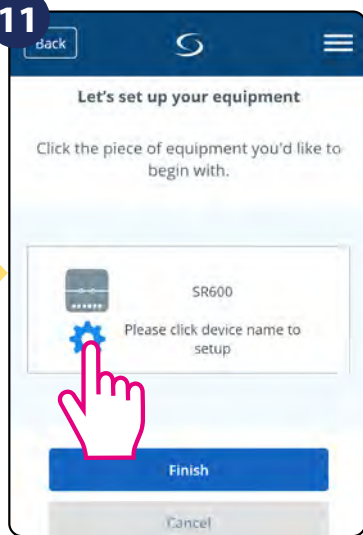 11
Back
Let's set up your equipment
Click the piece of equipment you'd like to
begin with.
SR600
Please click device name to
setup
Finish
Cancel